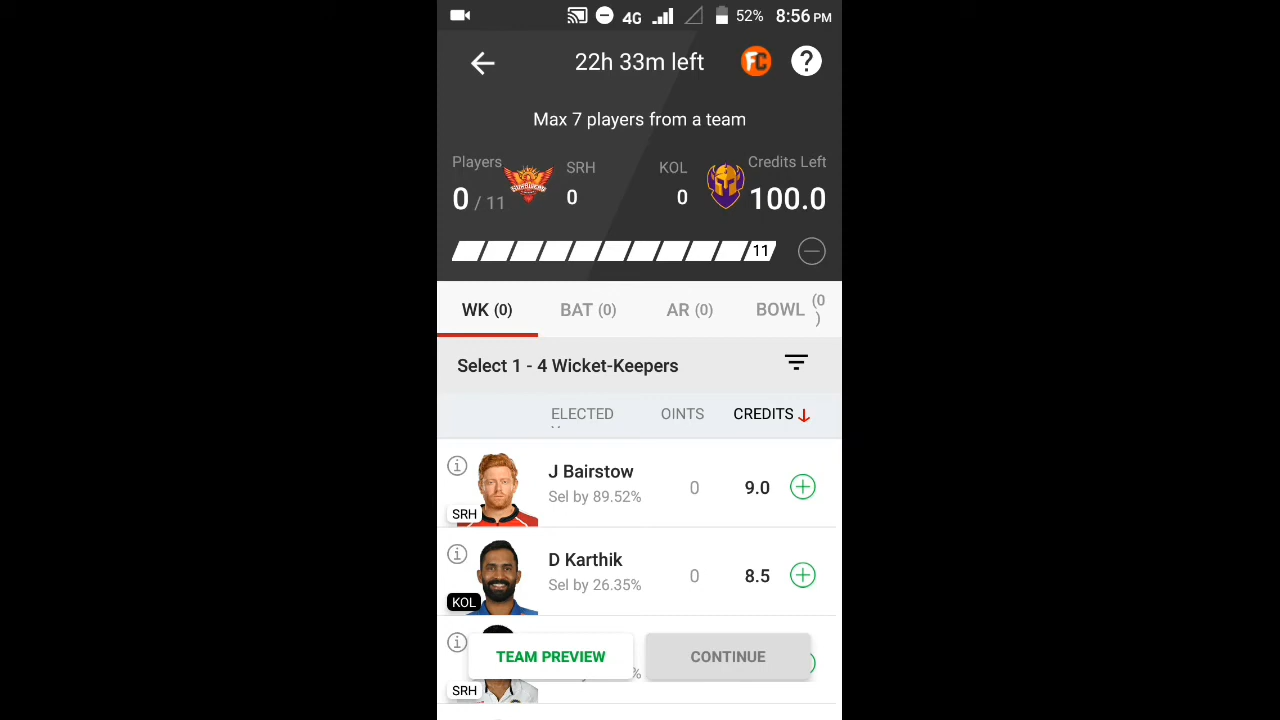 4G 52% 8:56 PM
22h 33m left FC ?
Max 7 players from a team
Players SRH KOL Credits Left
0 / 11 0 0 100.0
11
WK (0) BAT (0) AR (0) BOWL (0)
Select 1 - 4 Wicket-Keepers
ELECTED OINTS CREDITS
J Bairstow
Sel by 89.52% 0 9.0
SRH
D Karthik
Sel by 26.35% 0 8.5
KOL
TEAM PREVIEW CONTINUE
%
SRH